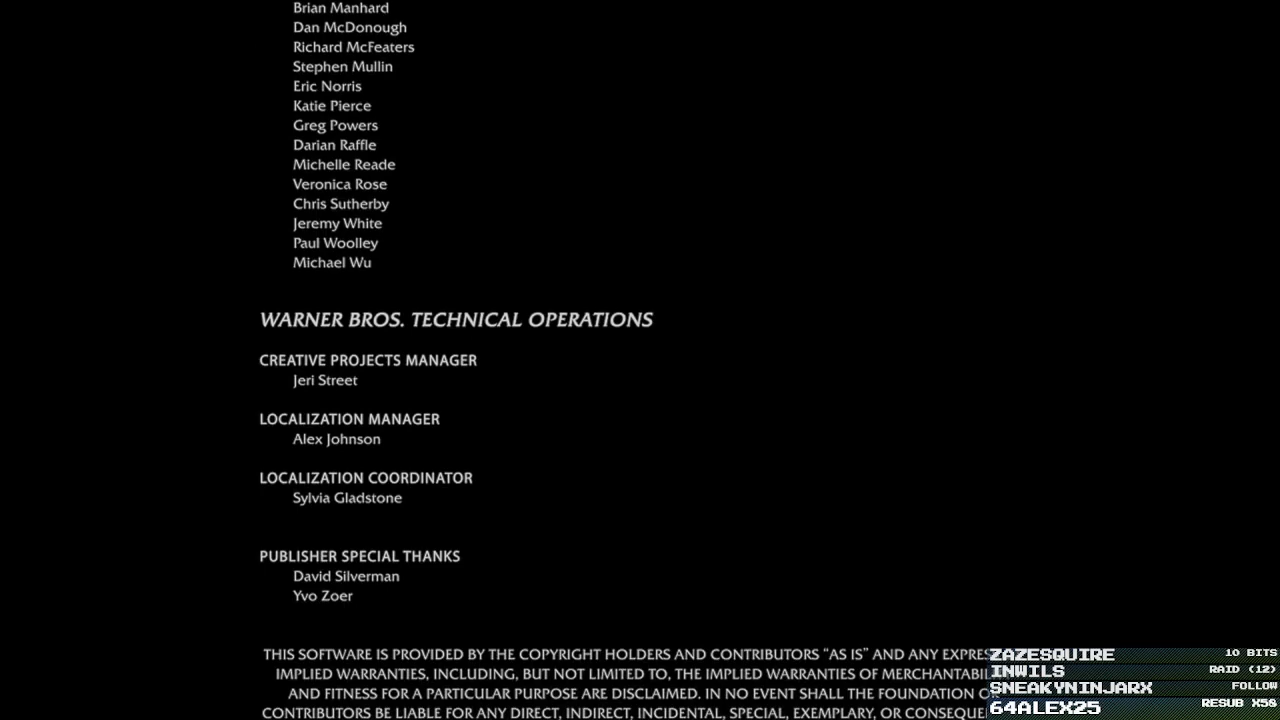 Brian Manhard
Dan McDonough
Richard McFeaters
Stephen Mullin
Eric Norris
Katie Pierce
Greg Powers
Darian Raffle
Michelle Reade
Veronica Rose
Chris Sutherby
Jeremy White
Paul Woolley
Michael Wu
WARNER BROS. TECHNICAL OPERATIONS
CREATIVE PROJECTS MANAGER
Jeri Street
LOCALIZATION MANAGER
Alex Johnson
LOCALIZATION COORDINATOR
Sylvia Gladstone
PUBLISHER SPECIAL THANKS
David Silverman
Yvo Zoer
THIS SOFTWARE IS PROVIDED BY THE COPYRIGHT HOLDERS AND CONTRIBUTORS "AS IS" AND ANY EXPRES
IMPLIED WARRANTIES, INCLUDING, BUT NOT LIMITED TO, THE IMPLIED WARRANTIES OF MERCHANTABI
AND FITNESS FOR A PARTICULAR PURPOSE ARE DISCLAIMED. IN NO EVENT SHALL THE FOUNDATION
CONTRIBUTORS BE LIABLE FOR ANY DIRECT, INDIRECT, INCIDENTAL, SPECIAL, EXEMPLARY, OR CONSEQUE
ZAZESQUIRE 10 BITS
INWILS RAID (12)
SNEAKYNINJARX FOLLOW
64ALEX25 RESUB X50